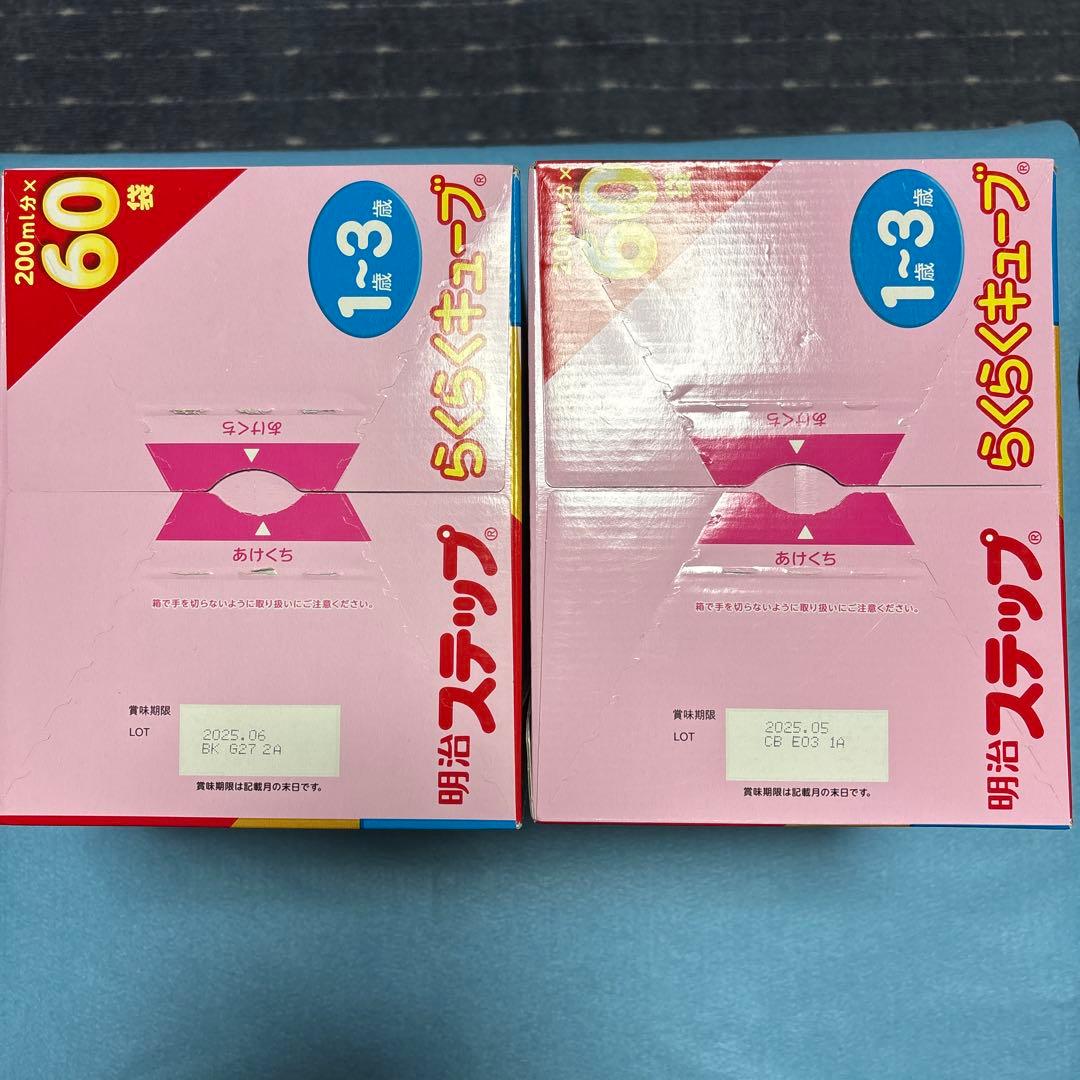 200ml分×
60袋
1~3歳歳
らくらくキューブ®
あけくち
あけくち
箱で手を切らないように取り扱いにご注意ください。
明治ステップ®
賞味期限 2025.06
LOT BK G27 2A
賞味期限は記載月の末日です。
200ml分×
60袋
1歳~3歳
らくらくキューブ®
あけくち
あけくち
箱で手を切らないように取り扱いにご注意ください。
明治ステップ®
賞味期限 2025.05
LOT CB E03 1A
賞味期限は記載月の末日です。